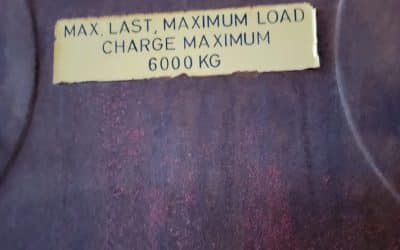 MAX. LAST, MAXIMUM LOAD
CHARGE MAXIMUM
6000 KG